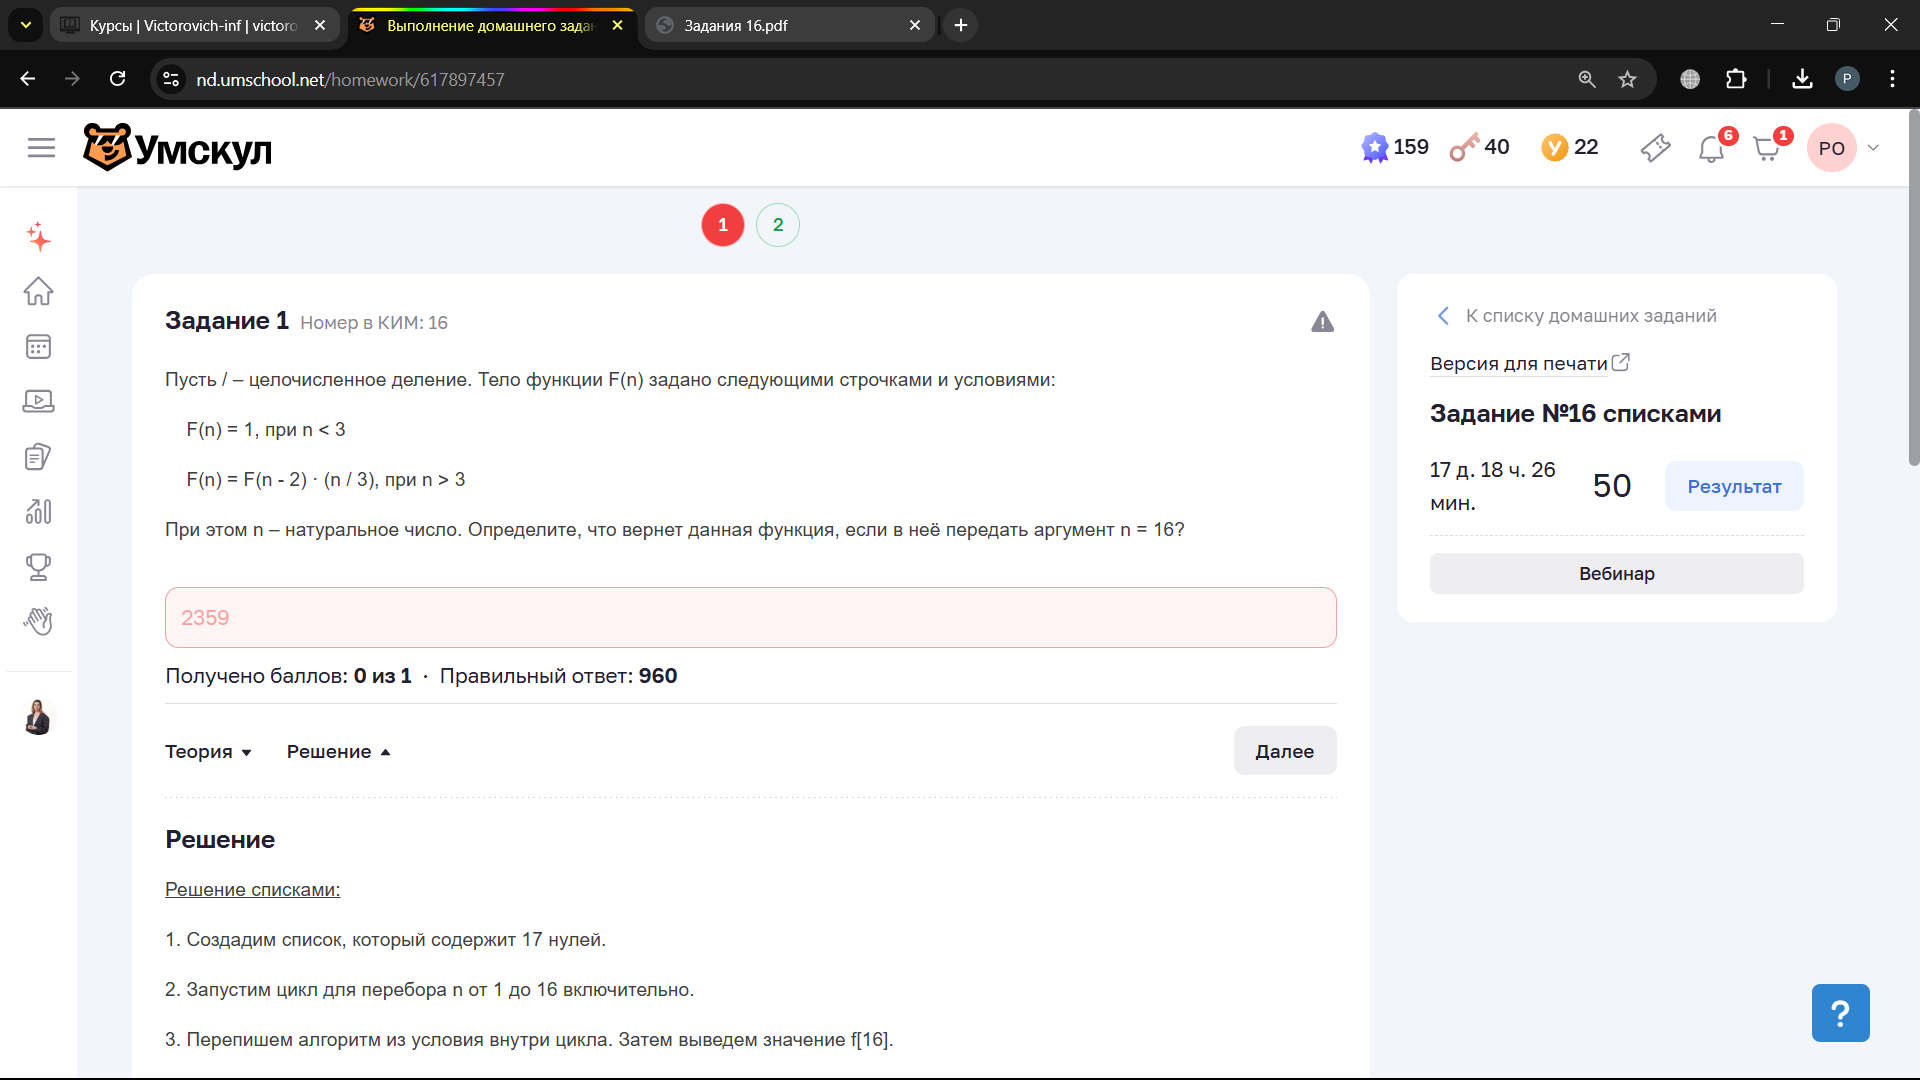 Курсы | Victorovich-inf | victoro
Выполнение домашнего зада
Задания 16.pdf
nd.umschool.net/homework/617897457
P
Умскул
159
40
У
22
6
1
PO
1
2
Задание 1 Номер в КИМ: 16
Пусть / – целочисленное деление. Тело функции F(n) задано следующими строчками и условиями:
F(n) = 1, при n < 3
F(n) = F(n - 2) · (n / 3), при n > 3
При этом n – натуральное число. Определите, что вернет данная функция, если в неё передать аргумент n = 16?
2359
Получено баллов: 0 из 1 · Правильный ответ: 960
Теория
Решение
Далее
Решение
Решение списками:
1. Создадим список, который содержит 17 нулей.
2. Запустим цикл для перебора n от 1 до 16 включительно.
3. Перепишем алгоритм из условия внутри цикла. Затем выведем значение f[16].
К списку домашних заданий
Версия для печати
Задание №16 списками
17 д. 18 ч. 26
мин.
50
Результат
Вебинар
?